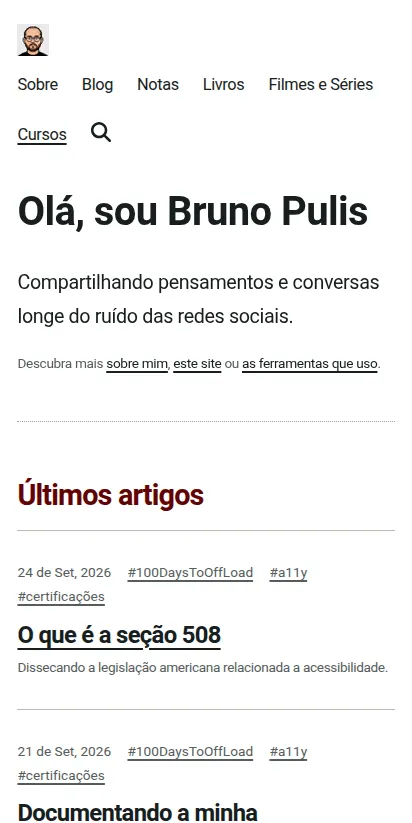 Sobre Blog Notas Livros Filmes e Séries
Cursos
Olá, sou Bruno Pulis
Compartilhando pensamentos e conversas
longe do ruído das redes sociais.
Descubra mais sobre mim, este site ou as ferramentas que uso.
Últimos artigos
24 de Set, 2026 #100DaysToOffLoad #a11y
#certificações
O que é a seção 508
Dissecando a legislação americana relacionada a acessibilidade.
21 de Set, 2026 #100DaysToOffLoad #a11y
#certificações
Documentando a minha